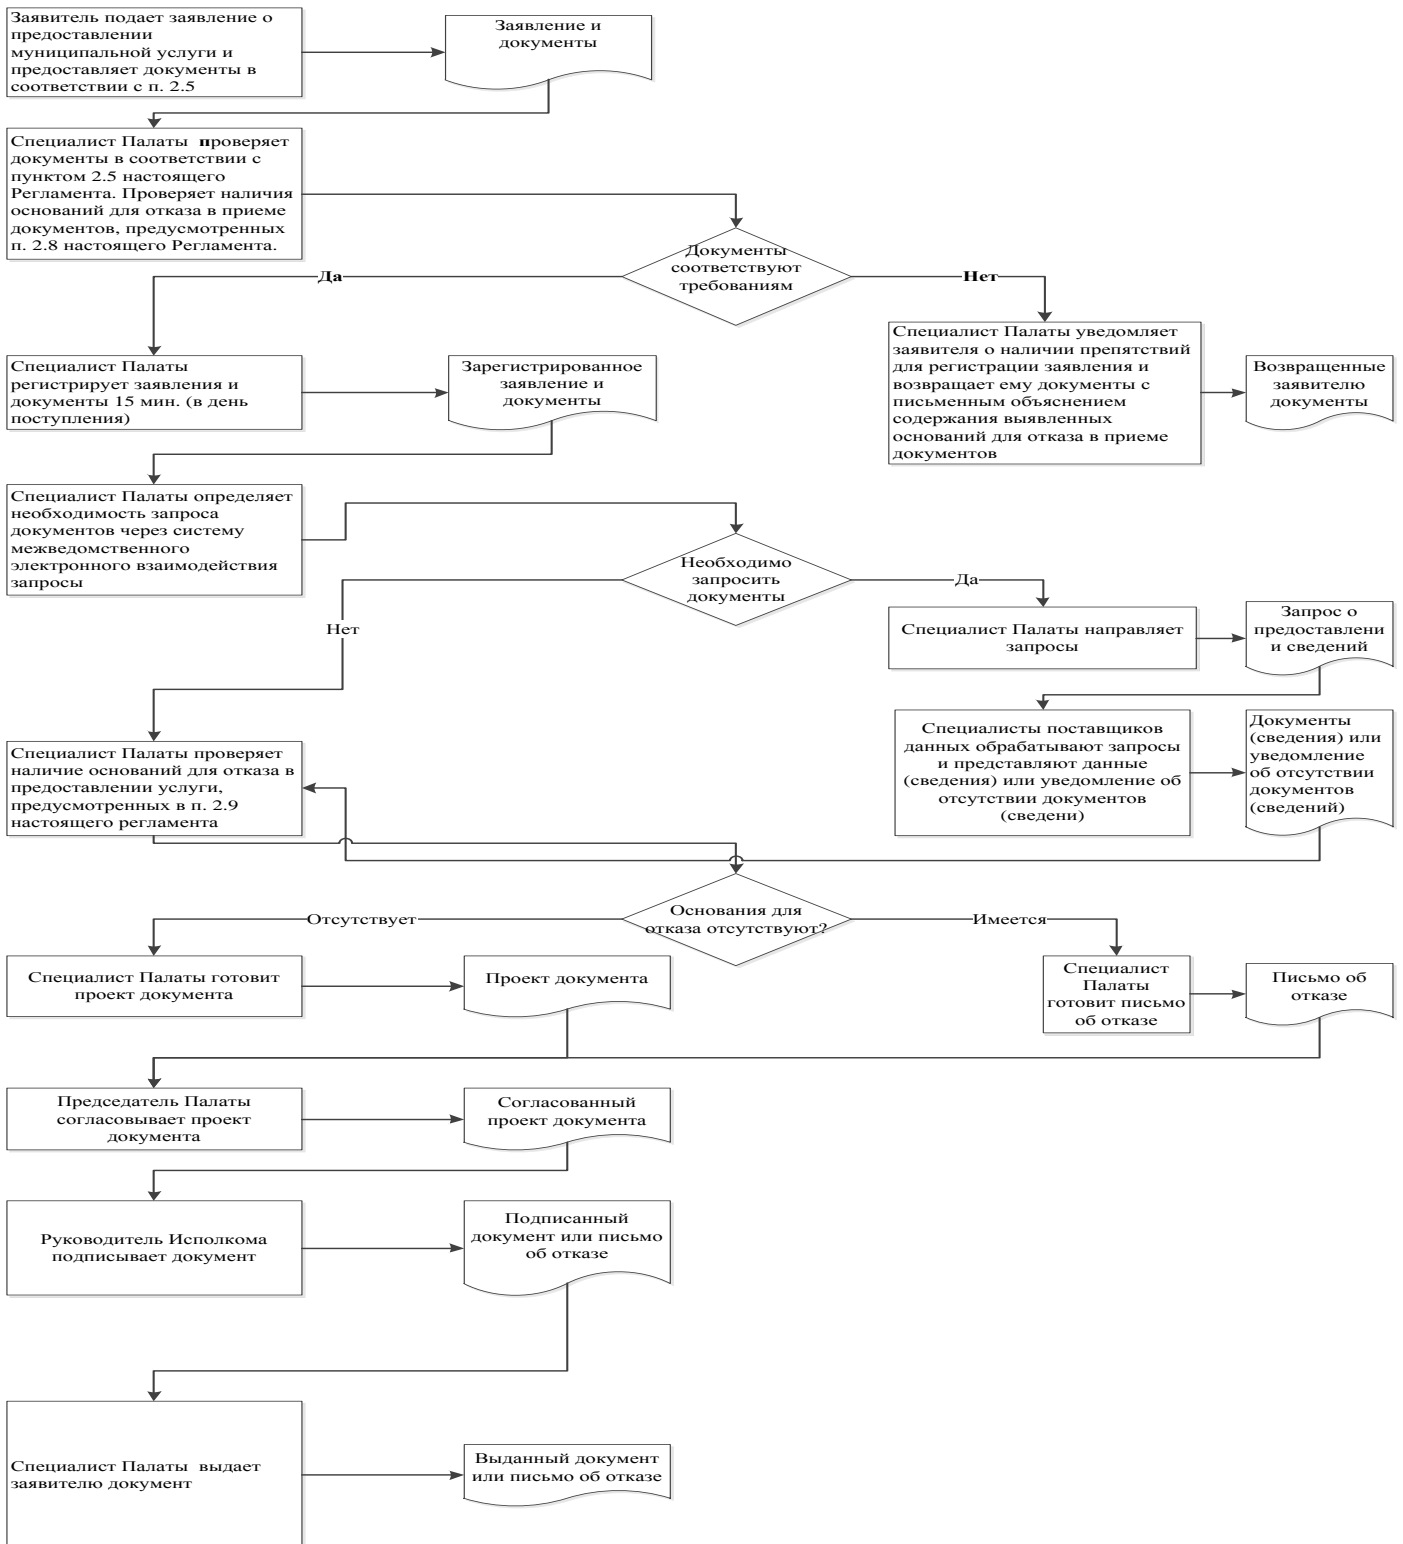 Заявитель подает заявление о
предоставлении
муниципальной услуги и
предоставляет документы в
соответствии с п. 2.5
Заявление и
документы
Специалист Палаты проверяет
документы в соответствии с
пунктом 2.5 настоящего
Регламента. Проверяет наличия
оснований для отказа в приеме
документов, предусмотренных
п. 2.8 настоящего Регламента.
Документы
соответствуют
требованиям
Да
Нет
Специалист Палаты
регистрирует заявления и
документы 15 мин. (в день
поступления)
Зарегистрированное
заявление и
документы
Специалист Палаты уведомляет
заявителя о наличии препятствий
для регистрации заявления и
возвращает ему документы с
письменным объяснением
содержания выявленных
оснований для отказа в приеме
документов
Возвращенные
заявителю
документы
Специалист Палаты определяет
необходимость запроса
документов через систему
межведомственного
электронного взаимодействия
запросы
Необходимо
запросить
документы
Да
Нет
Специалист Палаты направляет
запросы
Запрос о
предоставлени
и сведений
Специалисты поставщиков
данных обрабатывают запросы
и представляют данные
(сведения) или уведомление об
отсутствии документов
(сведени)
Документы
(сведения) или
уведомление
об отсутствии
документов
(сведений)
Специалист Палаты проверяет
наличие оснований для отказа в
предоставлении услуги,
предусмотренных в п. 2.9
настоящего регламента
Основания для
отказа отсутствуют?
Отсутствует
Имеется
Специалист Палаты готовит
проект документа
Проект документа
Специалист
Палаты
готовит письмо
об отказе
Письмо об
отказе
Председатель Палаты
согласовывает проект
документа
Согласованный
проект документа
Руководитель Исполкома
подписывает документ
Подписанный
документ или письмо
об отказе
Специалист Палаты выдает
заявителю документ
Выданный документ
или письмо об отказе